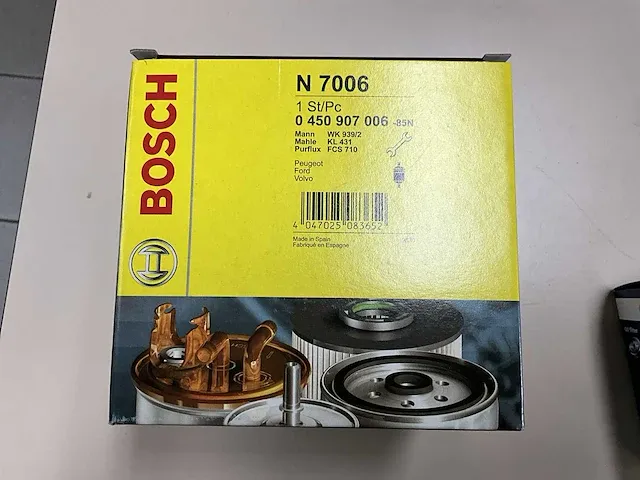 BOSCH
N 7006
1 St/Pc
0 450 907 006 -85N
Mann WK 939/2
Mahle KL 431
Purflux FCS 710
Peugeot
Ford
Volvo
4 047025 083652
Made in Spain
Fabriqué en Espagne